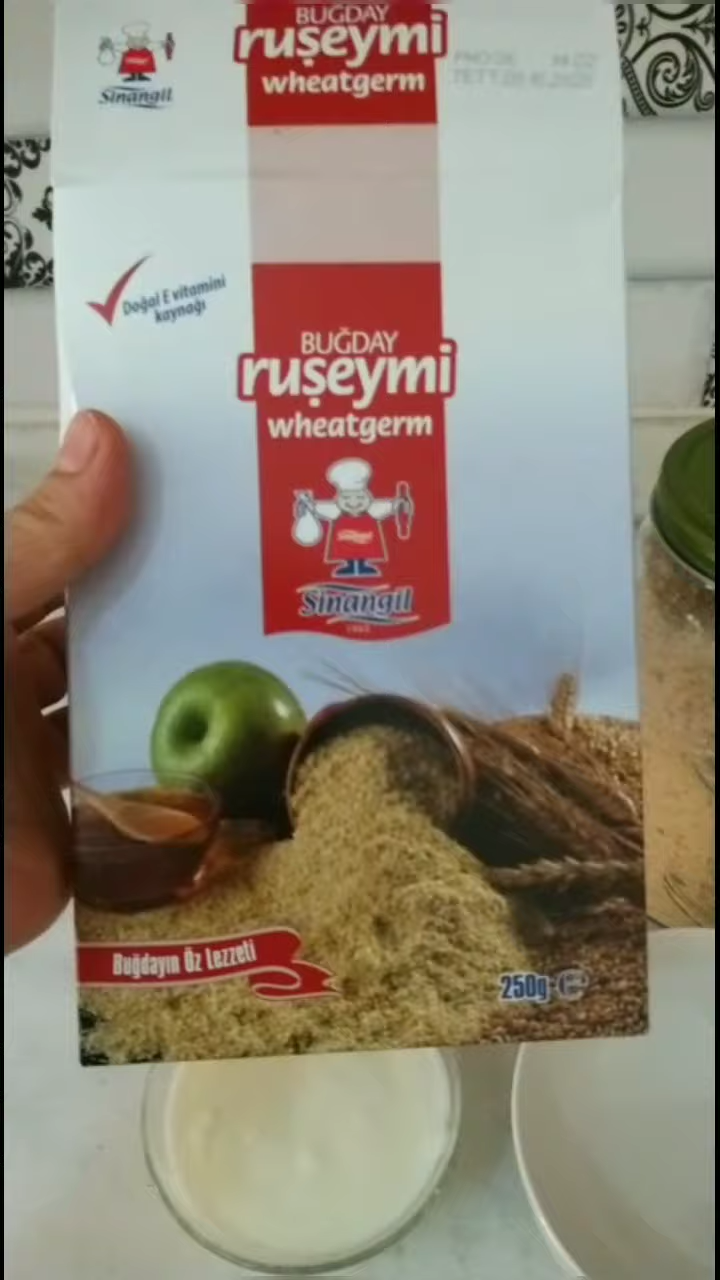 BUĞDAY
ruşeymi
wheatgerm
Sinangil
Doğal E vitamini
kaynağı
BUĞDAY
ruşeymi
wheatgerm
Sinangil
Buğdayın Öz Lezzeti
250g